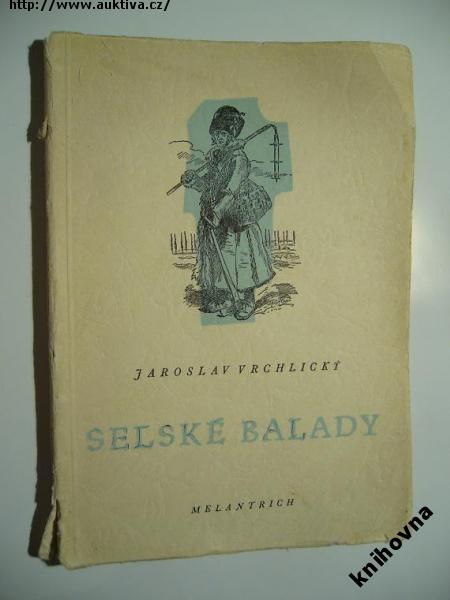 http://www.auktiva.cz/
JAROSLAV VRCHLICKÝ
SELSKÉ BALADY
MELANTRICH
knihovna